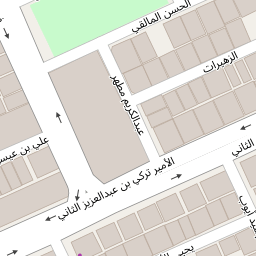 الحسن المالقي
الزهيرات
عبدالكريم مطهر
علي بن عيسى
الثاني
الأمير تركي بن عبدالعزيز الثاني